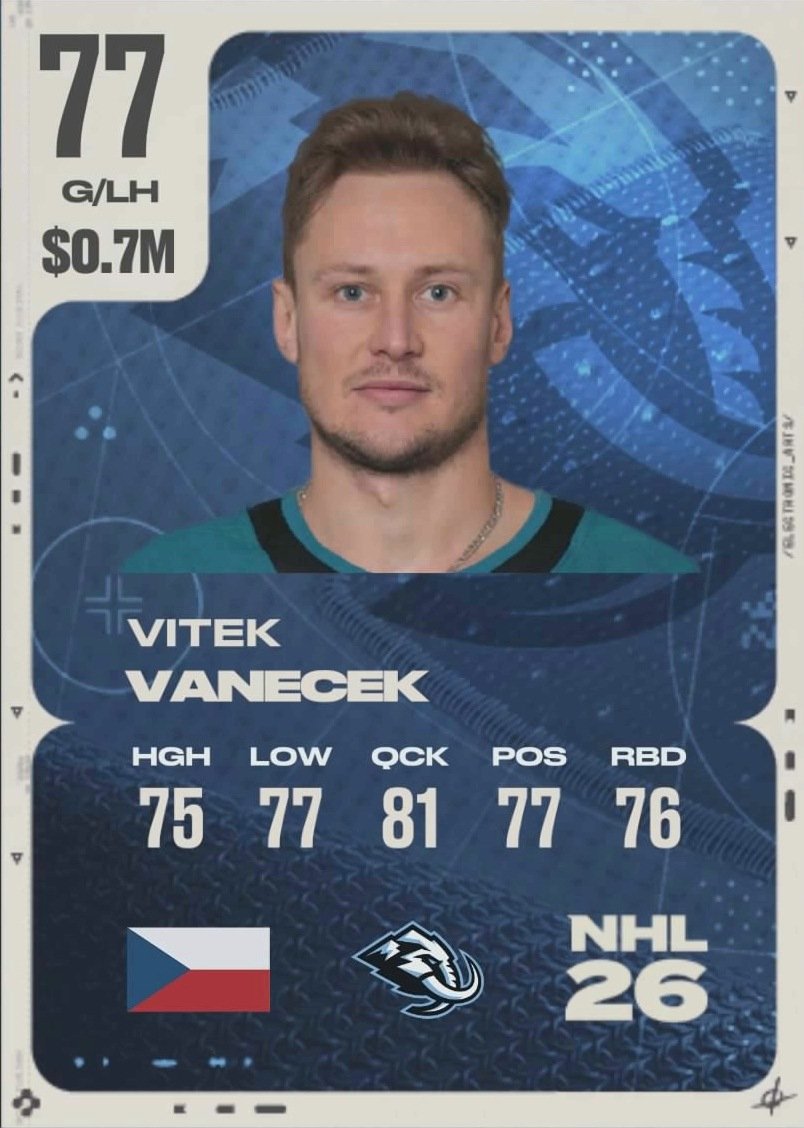 77
G/LH
$0.7M
VITEK
VANECEK
HGH LOW QCK POS RBD
75 77 81 77 76
NHL
26